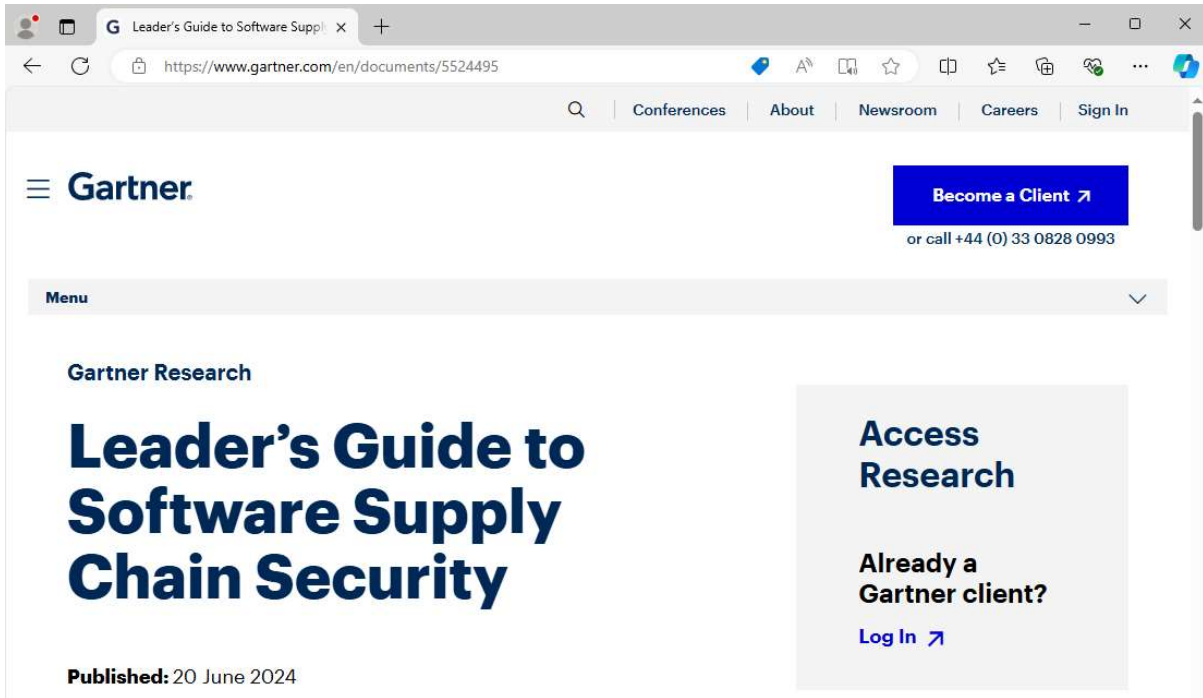 G Leader's Guide to Software Suppl
https://www.gartner.com/en/documents/5524495
Conferences About Newsroom Careers Sign In
Gartner®
Become a Client
or call +44 (0) 33 0828 0993
Menu
Gartner Research
Leader's Guide to
Software Supply
Chain Security
Published: 20 June 2024
Access
Research
Already a
Gartner client?
Log In